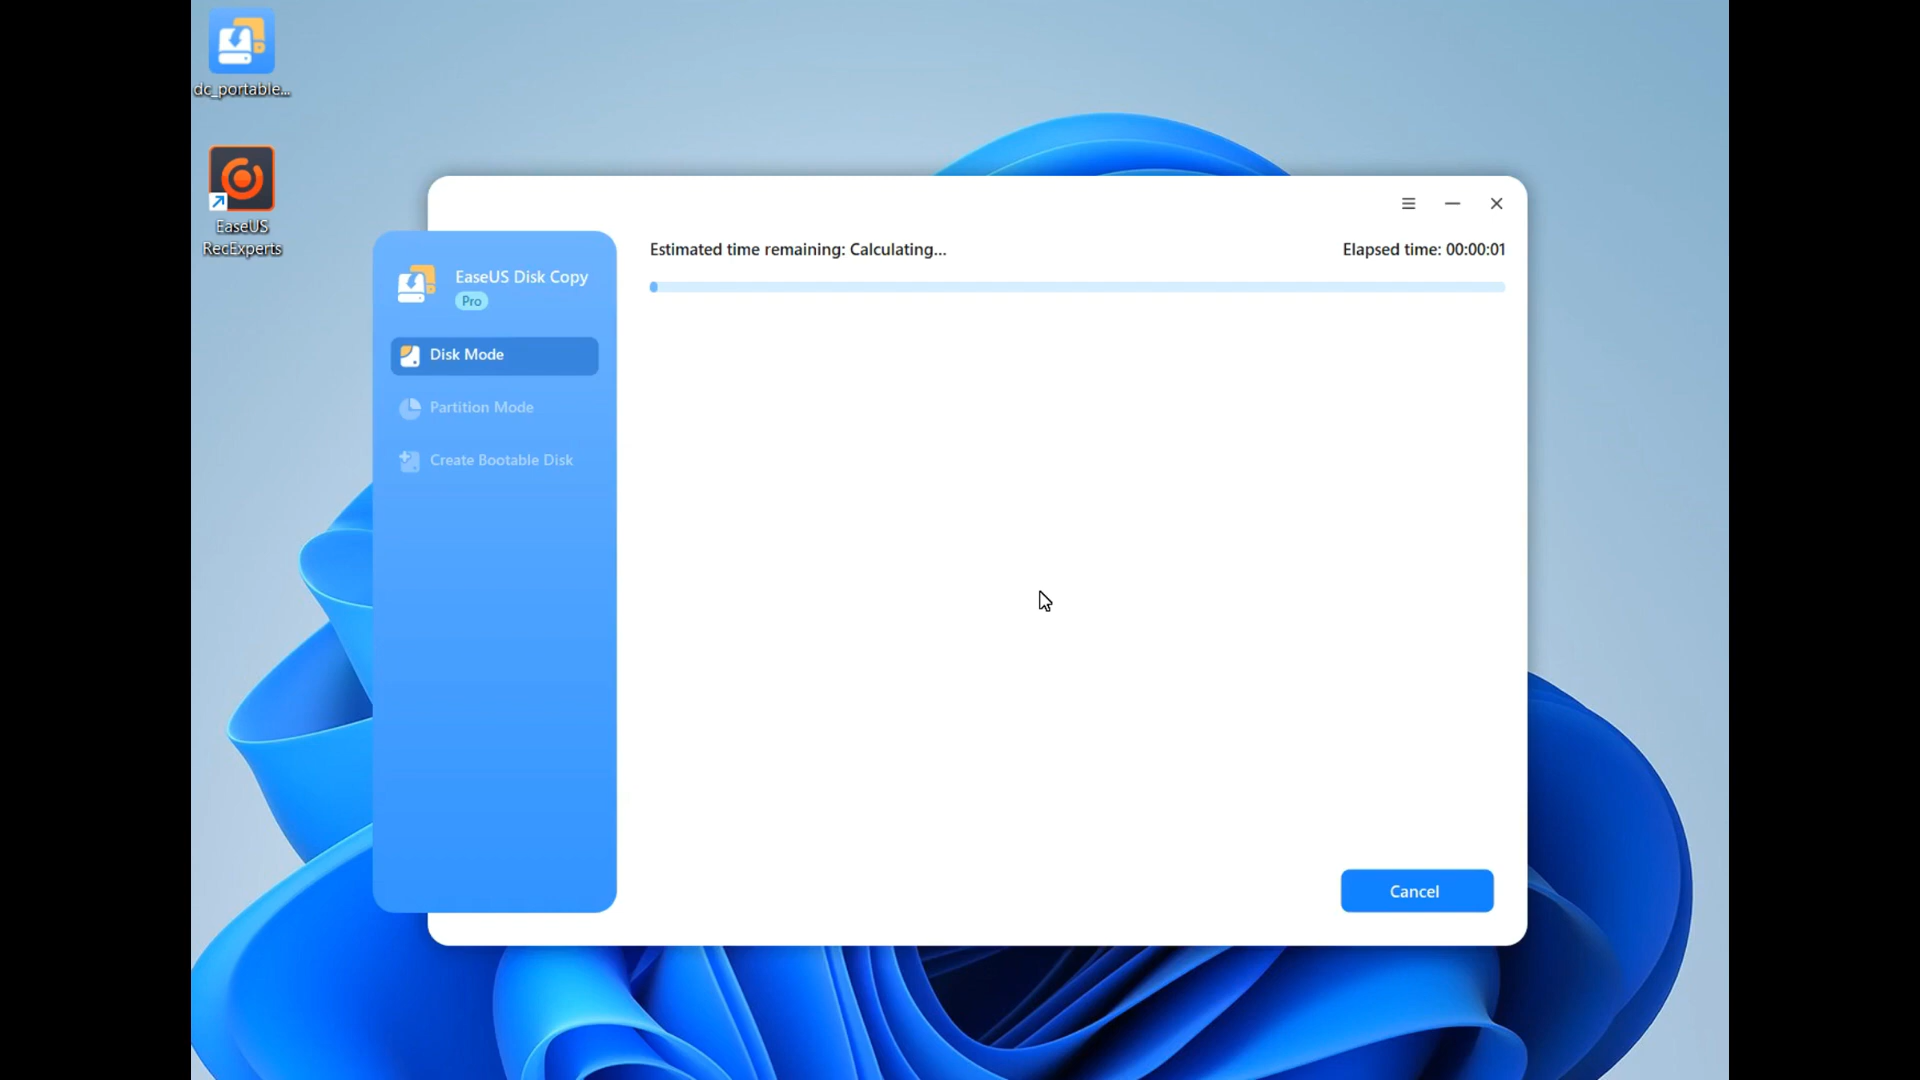 dc_portable...
EaseUS
RecExperts
EaseUS Disk Copy
Pro
Disk Mode
Partition Mode
Create Bootable Disk
Estimated time remaining: Calculating...
Elapsed time: 00:00:01
Cancel